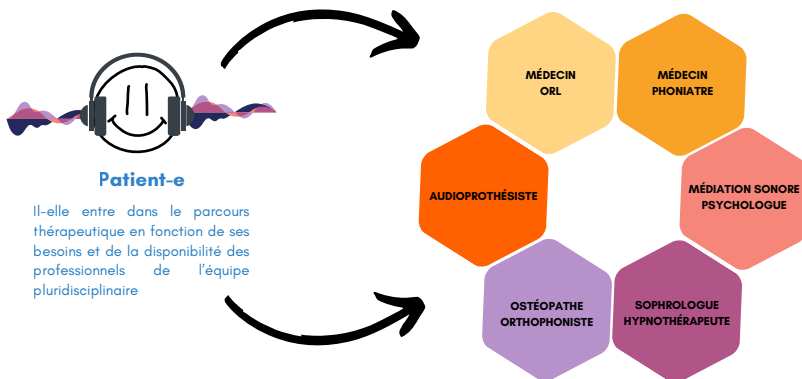 Patient-e
Il-elle entre dans le parcours
thérapeutique en fonction de ses
besoins et de la disponibilité des
professionnels de l'équipe
pluridisciplinaire
MÉDECIN
ORL
MÉDECIN
PHONIATRE
AUDIOPROTHÉSISTE
MÉDIATION SONORE
PSYCHOLOGUE
OSTÉOPATHE
ORTHOPHONISTE
SOPHROLOGUE
HYPNOTHÉRAPEUTE